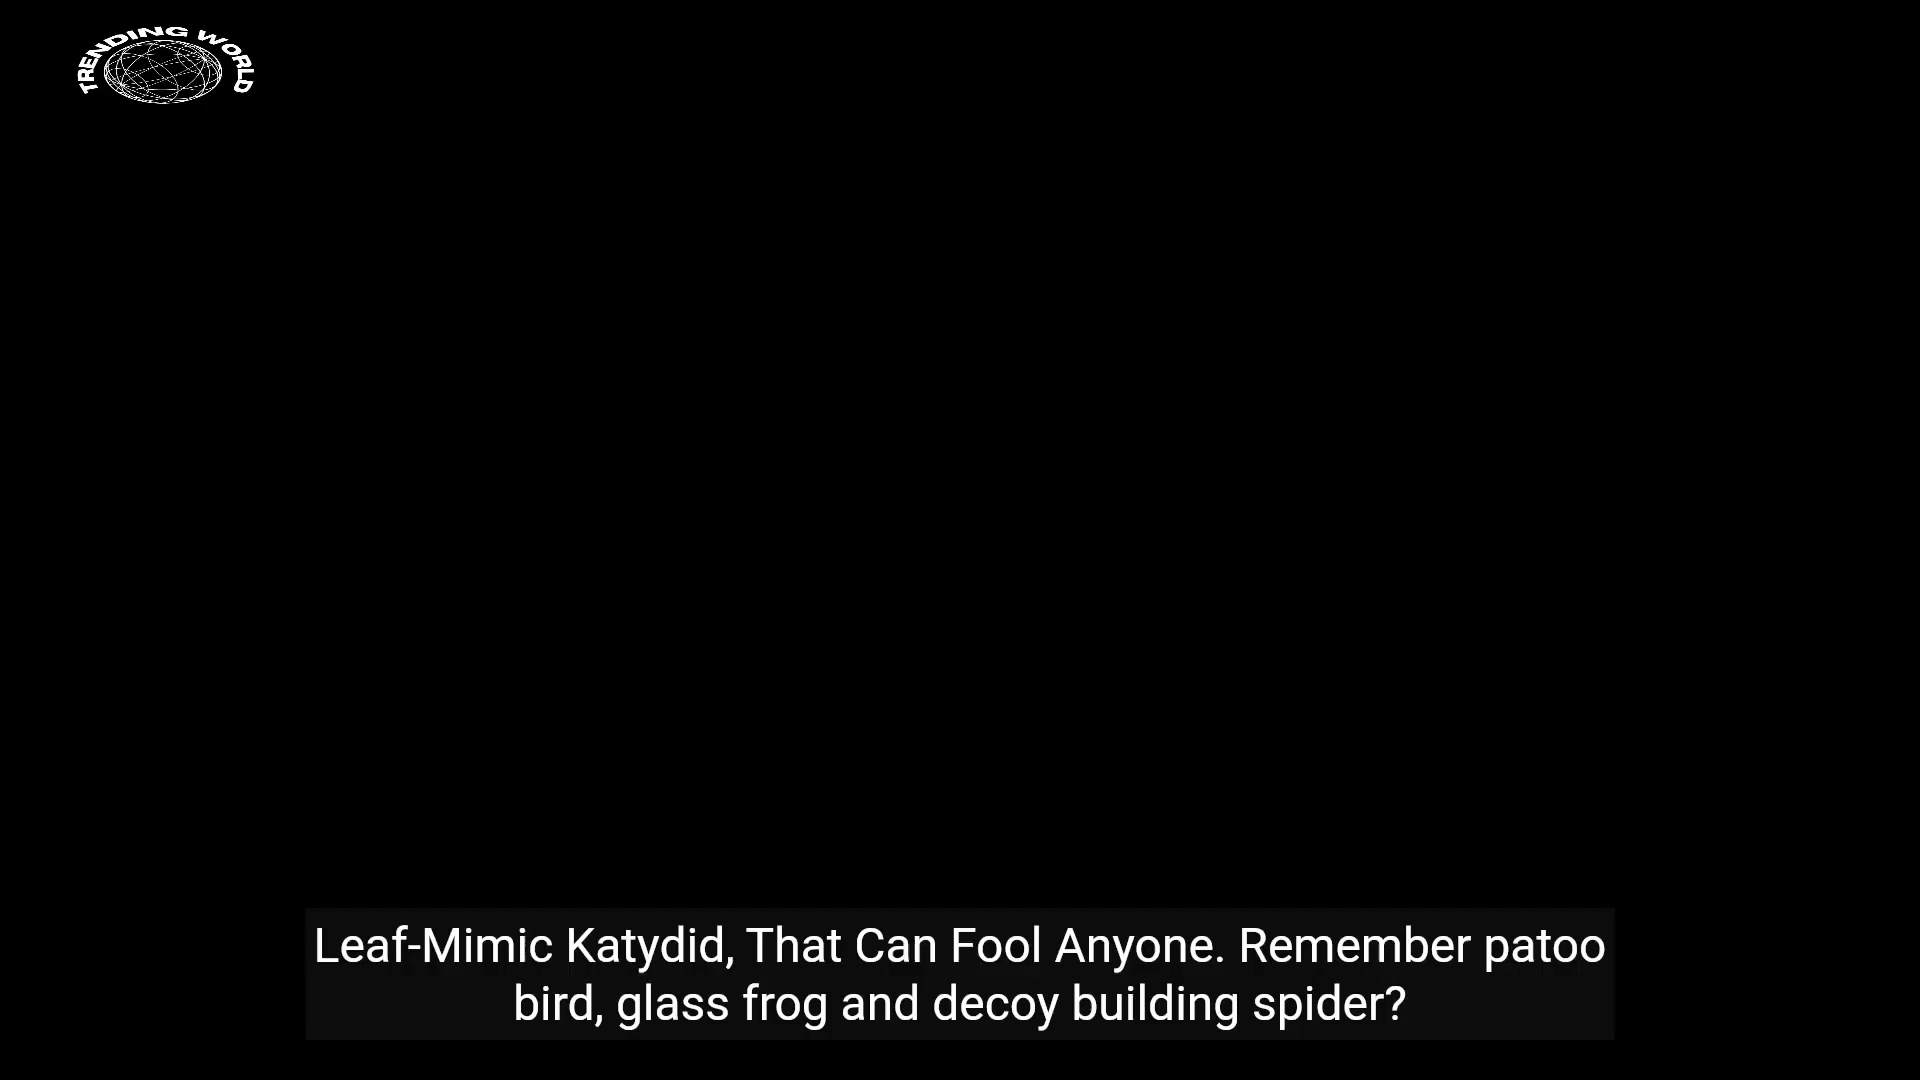 TRENDING WORLD
Leaf-Mimic Katydid, That Can Fool Anyone. Remember patoo
bird, glass frog and decoy building spider?